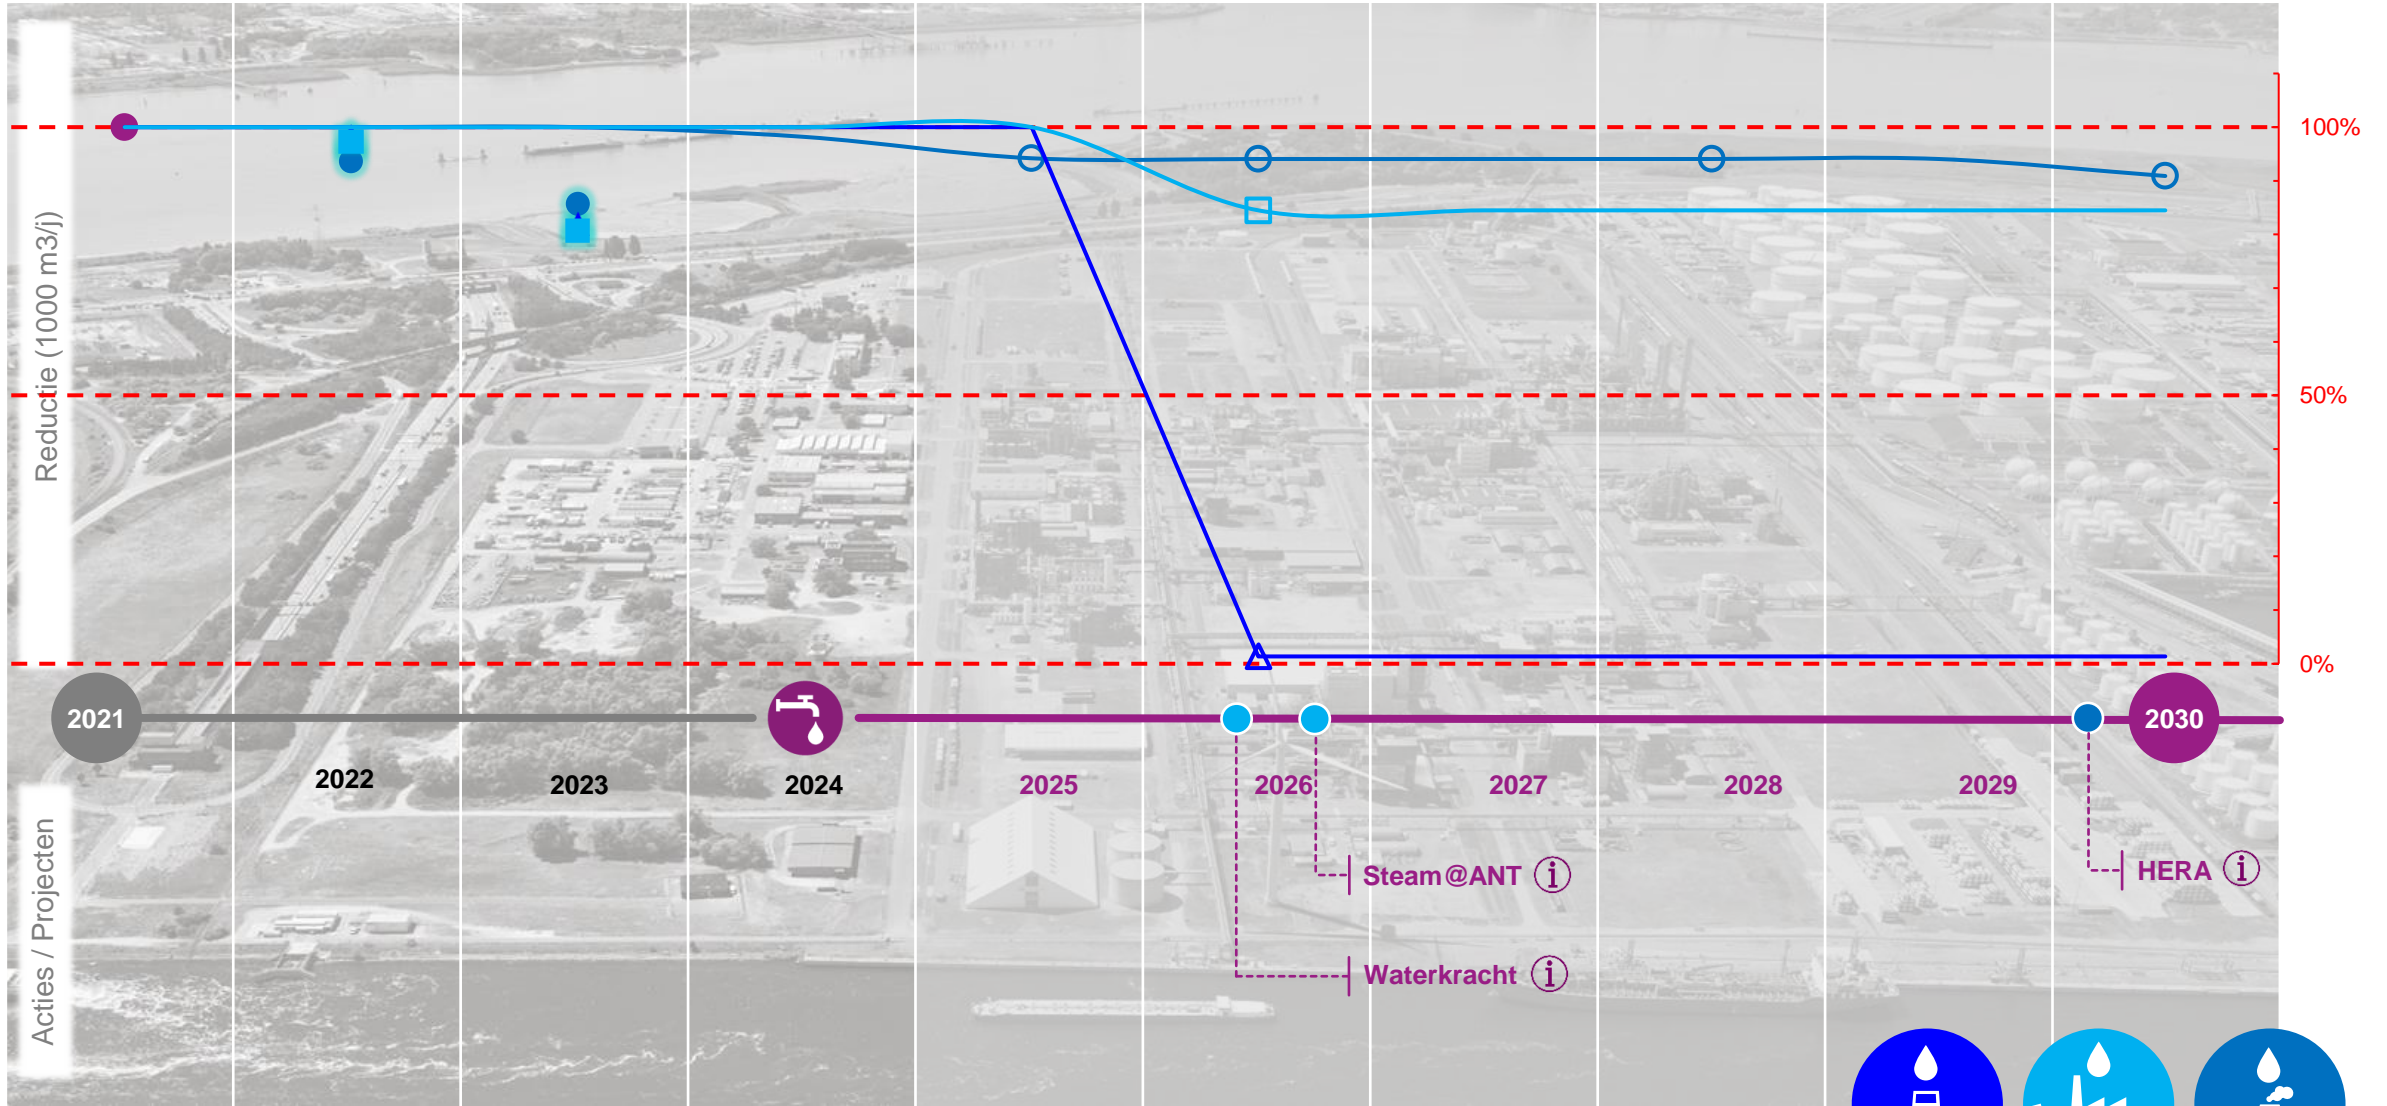 Reductie (1000 m3/j)
100%
50%
0%
2021
2030
2022
2023
2024
2025
2026
2027
2028
2029
Steam@ANT i
HERA i
Waterkracht i
Acties / Projecten